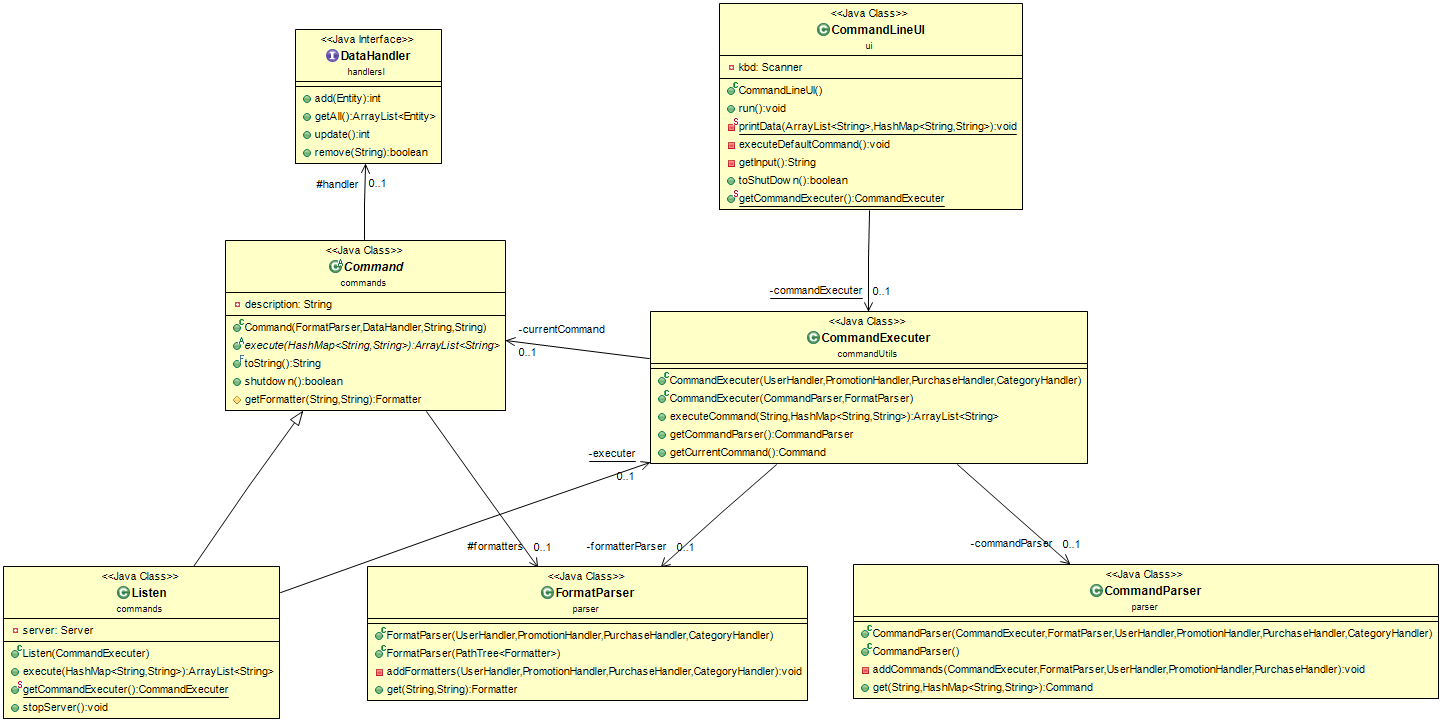 <<Java Class>>
CommandLineUI
ui
kbd: Scanner
CommandLineUI()
run():void
printData(ArrayList<String>,HashMap<String,String>):void
executeDefaultCommand():void
getInput():String
toShutDown():boolean
getCommandExecuter():CommandExecuter
<<Java Interface>>
DataHandler
handlersI
add(Entity):int
getAll():ArrayList<Entity>
update():int
remove(String):boolean
#handler
0..1
<<Java Class>>
Command
commands
description: String
Command(FormatParser,DataHandler,String,String)
execute(HashMap<String,String>):ArrayList<String>
toString():String
shutdown():boolean
getFormatter(String,String):Formatter
-commandExecuter
0..1
-currentCommand
0..1
<<Java Class>>
CommandExecuter
commandUtils
CommandExecuter(UserHandler,PromotionHandler,PurchaseHandler,CategoryHandler)
CommandExecuter(CommandParser,FormatParser)
executeCommand(String,HashMap<String,String>):ArrayList<String>
getCommandParser():CommandParser
getCurrentCommand():Command
-executer
0..1
#formatters
0..1
-formatterParser
0..1
-commandParser
0..1
<<Java Class>>
Listen
commands
server: Server
Listen(CommandExecuter)
execute(HashMap<String,String>):ArrayList<String>
getCommandExecuter():CommandExecuter
stopServer():void
<<Java Class>>
FormatParser
parser
FormatParser(UserHandler,PromotionHandler,PurchaseHandler,CategoryHandler)
FormatParser(PathTree<Formatter>)
addFormatters(UserHandler,PromotionHandler,PurchaseHandler,CategoryHandler):void
get(String,String):Formatter
<<Java Class>>
CommandParser
parser
CommandParser(CommandExecuter,FormatParser,UserHandler,PromotionHandler,PurchaseHandler,CategoryHandler)
CommandParser()
addCommands(CommandExecuter,FormatParser,UserHandler,PromotionHandler,PurchaseHandler):void
get(String,HashMap<String,String>):Command